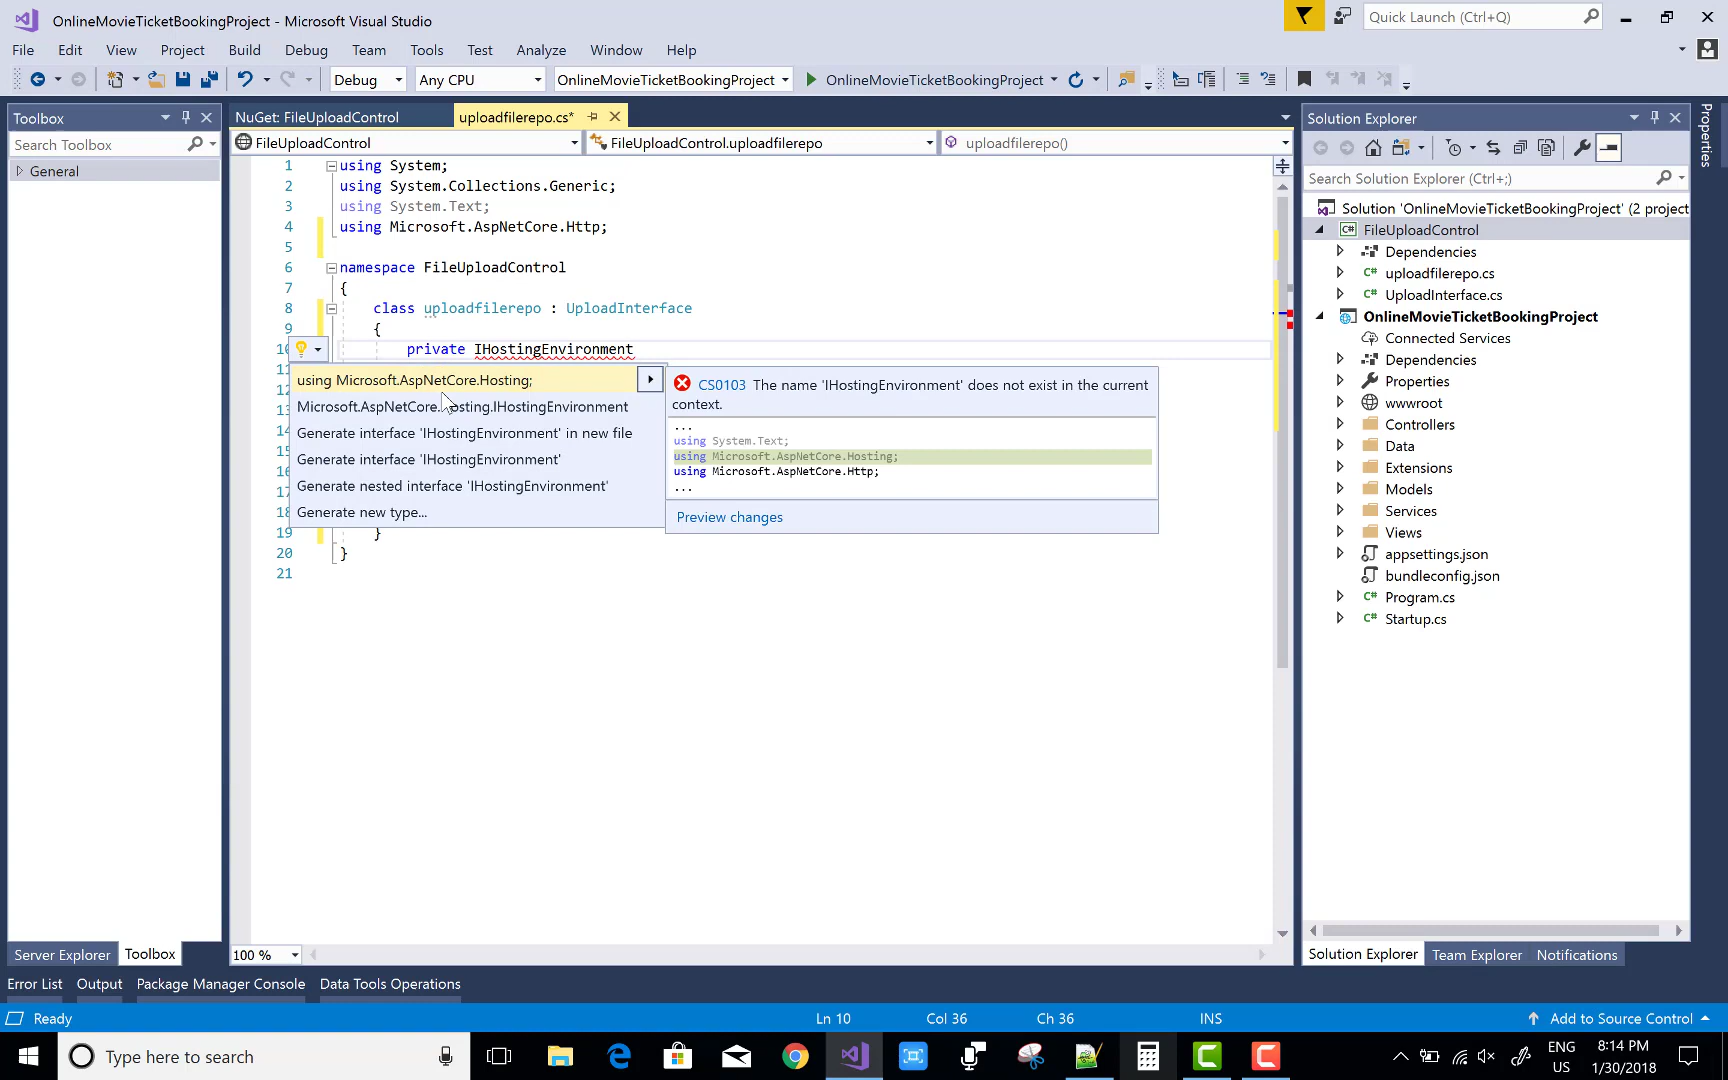 OnlineMovieTicketBookingProject - Microsoft Visual Studio
Quick Launch (Ctrl+Q)
File Edit View Project Build Debug Team Tools Test Analyze Window Help
Debug Any CPU OnlineMovieTicketBookingProject OnlineMovieTicketBookingProject
Toolbox
Search Toolbox
General
NuGet: FileUploadControl uploadfilerepo.cs*
FileUploadControl FileUploadControl.uploadfilerepo uploadfilerepo()
1 using System;
2 using System.Collections.Generic;
3 using System.Text;
4 using Microsoft.AspNetCore.Http;
5
6 namespace FileUploadControl
7 {
8 class uploadfilerepo : UploadInterface
9 {
10 private IHostingEnvironment
using Microsoft.AspNetCore.Hosting;
Microsoft.AspNetCore.Hosting.IHostingEnvironment
Generate interface 'IHostingEnvironment' in new file
Generate interface 'IHostingEnvironment'
Generate nested interface 'IHostingEnvironment'
Generate new type...
CS0103 The name 'IHostingEnvironment' does not exist in the current
context.
...
using System.Text;
using Microsoft.AspNetCore.Hosting;
using Microsoft.AspNetCore.Http;
...
Preview changes
19 }
20 }
21
100 %
Solution Explorer
Search Solution Explorer (Ctrl+;)
Solution 'OnlineMovieTicketBookingProject' (2 project
C# FileUploadControl
Dependencies
C# uploadfilerepo.cs
C# UploadInterface.cs
OnlineMovieTicketBookingProject
Connected Services
Dependencies
Properties
wwwroot
Controllers
Data
Extensions
Models
Services
Views
appsettings.json
bundleconfig.json
C# Program.cs
C# Startup.cs
Solution Explorer Team Explorer Notifications
Properties
Server Explorer Toolbox
Error List Output Package Manager Console Data Tools Operations
Ready Ln 10 Col 36 Ch 36 INS Add to Source Control
Type here to search
ENG
US
8:14 PM
1/30/2018